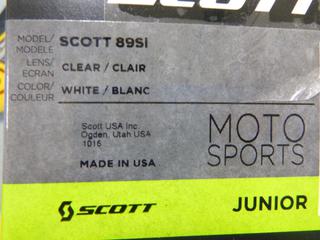 SCOTT
MODEL/
MODELE
SCOTT 89SI
LENS/
ECRAN
CLEAR / CLAIR
COLOR/
COULEUR
WHITE / BLANC
Scott USA Inc.
Ogden, Utah USA
1016
MADE IN USA
MOTO
SPORTS
SCOTT
JUNIOR